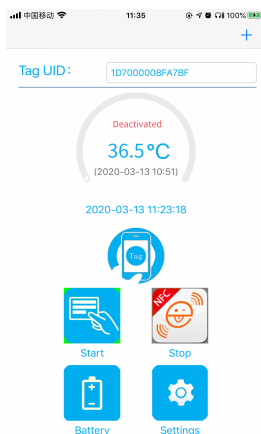 中国移动 11:35 100%
+
Tag UID: 1D7000008FA7BF
Deactivated
36.5℃
(2020-03-13 10:51)
2020-03-13 11:23:18
Tag
NFC
Start Stop
Battery Settings